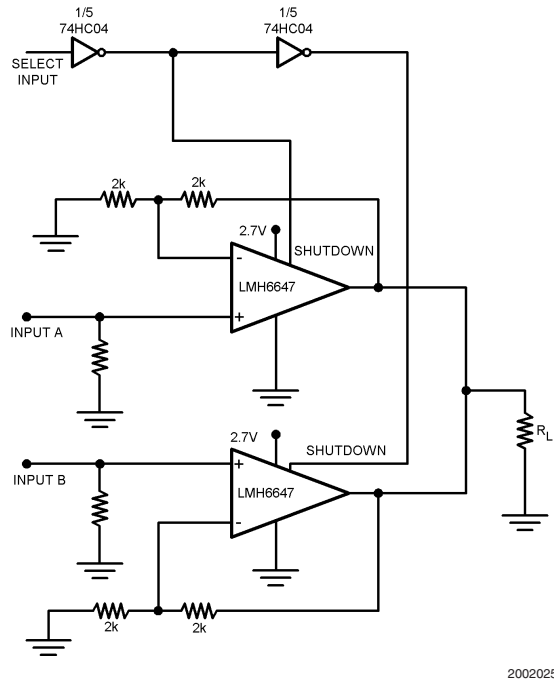 1/5
74HC04
1/5
74HC04
SELECT
INPUT
2k
2k
2.7V
SHUTDOWN
-
LMH6647
+
INPUT A
2.7V
SHUTDOWN
+
INPUT B
LMH6647
-
RL
2k
2k
2002025